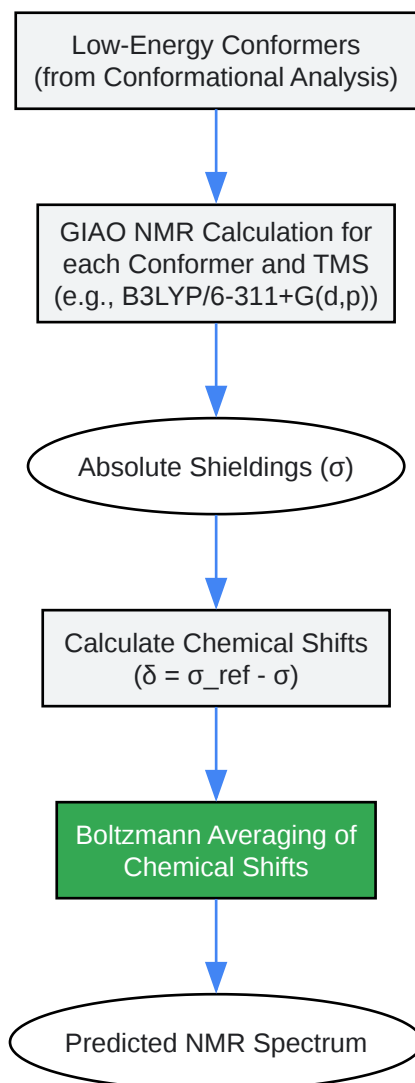 Low-Energy Conformers
(from Conformational Analysis)
GIAO NMR Calculation for
each Conformer and TMS
(e.g., B3LYP/6-311+G(d,p))
Absolute Shieldings (σ)
Calculate Chemical Shifts
(δ = σ_ref - σ)
Boltzmann Averaging of
Chemical Shifts
Predicted NMR Spectrum